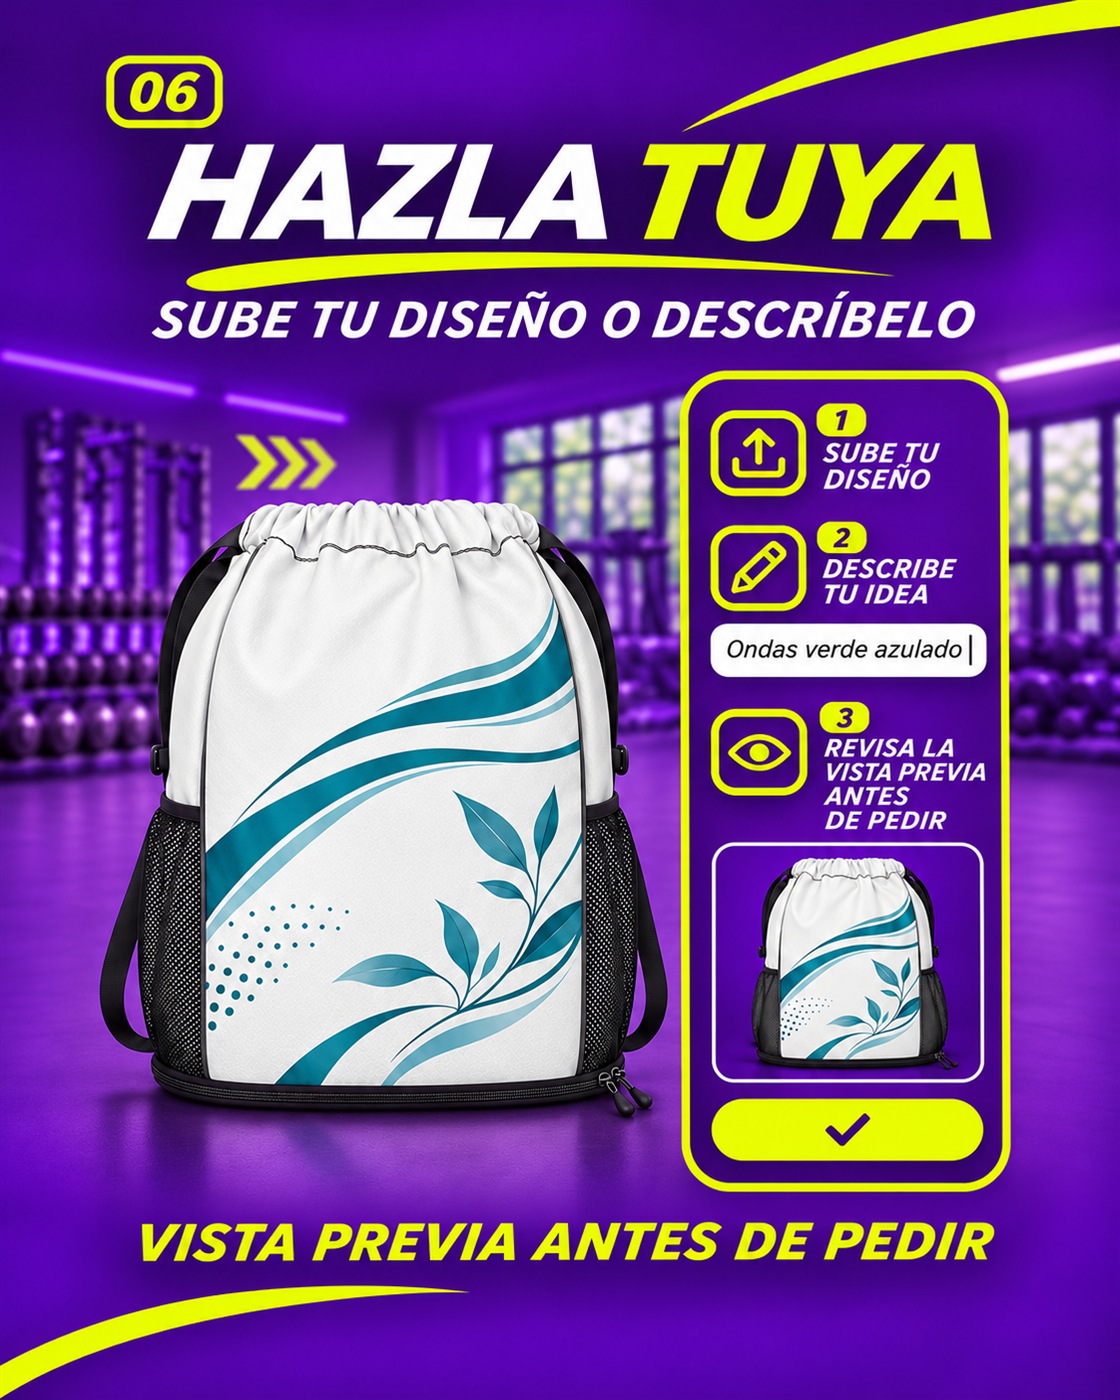 06
HAZLA TUYA
SUBE TU DISEÑO O DESCRÍBELO
1
SUBE TU
DISEÑO
2
DESCRIBE
TU IDEA
Ondas verde azulado
3
REVISA LA
VISTA PREVIA
ANTES
DE PEDIR
VISTA PREVIA ANTES DE PEDIR